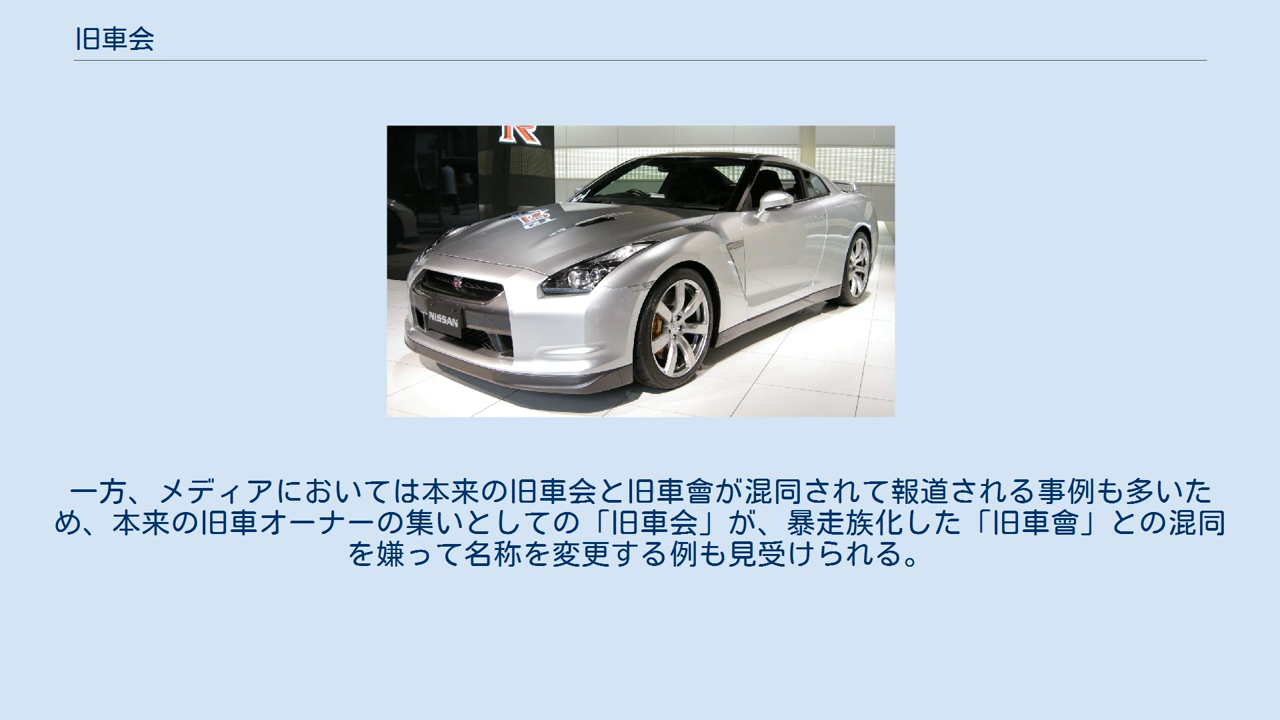 旧車会
R
NISSAN
一方、メディアにおいては本来の旧車会と旧車會が混同されて報道される事例も多いた
め、本来の旧車オーナーの集いとしての「旧車会」が、暴走族化した「旧車會」との混同
を嫌って名称を変更する例も見受けられる。